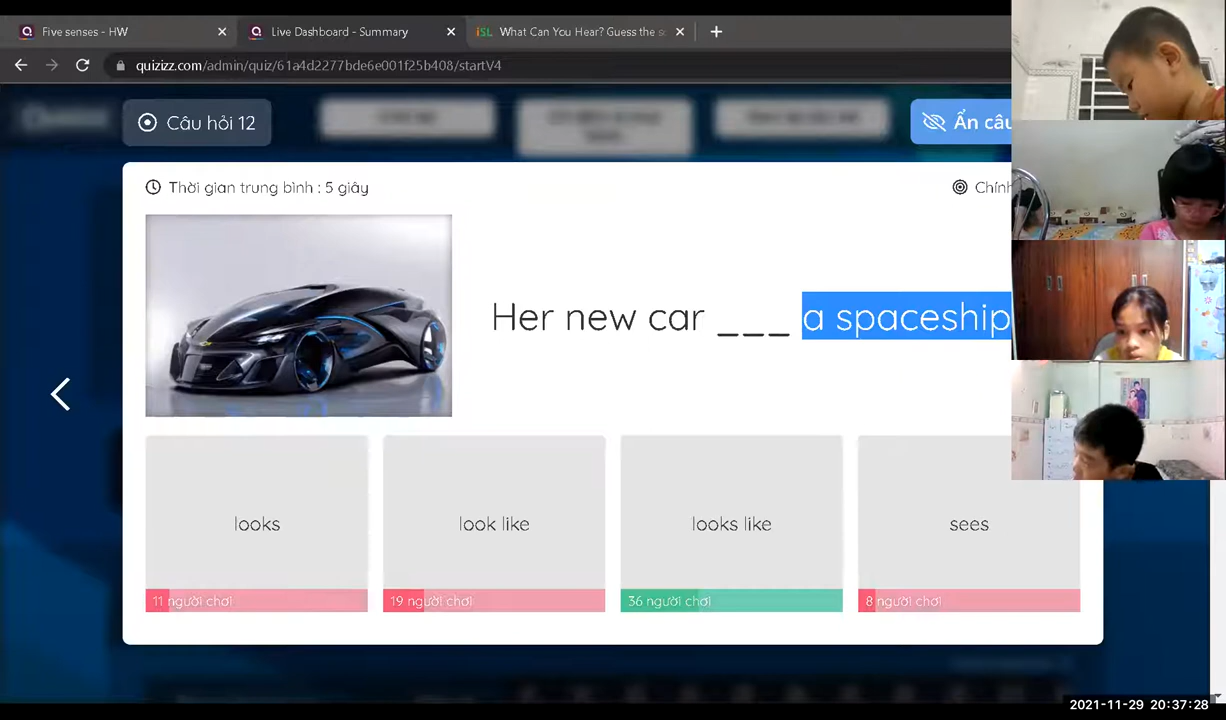 Five senses - HW
Live Dashboard - Summary
iSL What Can You Hear? Guess the so
quizizz.com/admin/quiz/61a4d2277bde6e001f25b408/startV4
Câu hỏi 12
Ẩn câu
Thời gian trung bình : 5 giây
Chính
Her new car ___ a spaceship
looks
look like
looks like
sees
11 người chơi
19 người chơi
36 người chơi
8 người chơi
2021-11-29 20:37:28